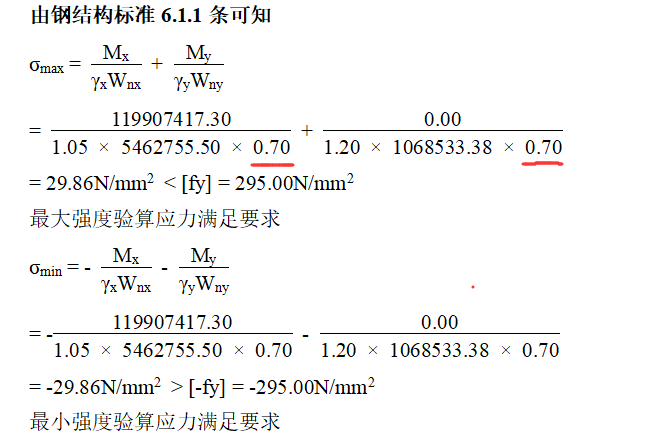 由钢结构标准 6.1.1 条可知
σmax = Mx / γxWnx + My / γyWny
= 119907417.30 / 1.05 × 5462755.50 × 0.70 + 0.00 / 1.20 × 1068533.38 × 0.70
= 29.86N/mm² < [fy] = 295.00N/mm²
最大强度验算应力满足要求
σmin = - Mx / γxWnx - My / γyWny
= - 119907417.30 / 1.05 × 5462755.50 × 0.70 - 0.00 / 1.20 × 1068533.38 × 0.70
= -29.86N/mm² > [-fy] = -295.00N/mm²
最小强度验算应力满足要求